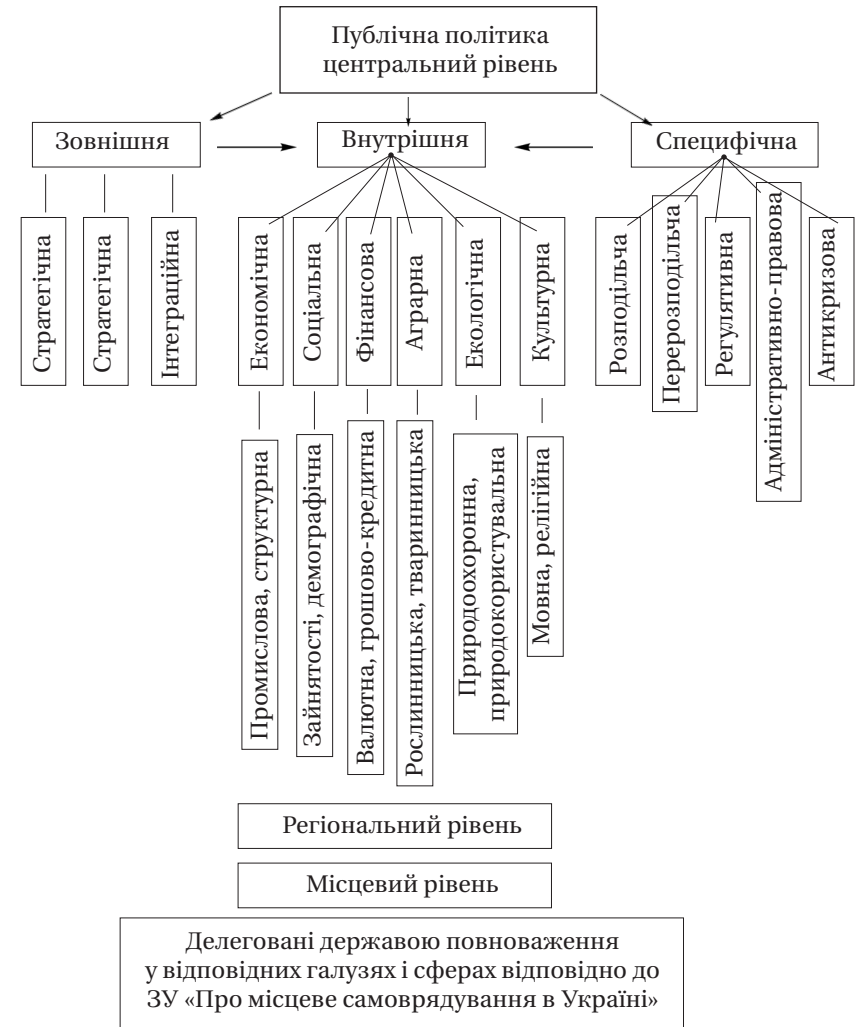 Публічна політика
центральний рівень
Зовнішня
Внутрішня
Специфічна
Стратегічна
Стратегічна
Інтеграційна
Економічна
Соціальна
Фінансова
Аграрна
Екологічна
Культурна
Розподільча
Перерозподільча
Регулятивна
Адміністративно-правова
Антикризова
Промислова, структурна
Зайнятості, демографічна
Валютна, грошово-кредитна
Рослинницька, тваринницька
Природоохоронна,
природокористувальна
Мовна, релігійна
Регіональний рівень
Місцевий рівень
Делеговані державою повноваження
у відповідних галузях і сферах відповідно до
ЗУ «Про місцеве самоврядування в Україні»